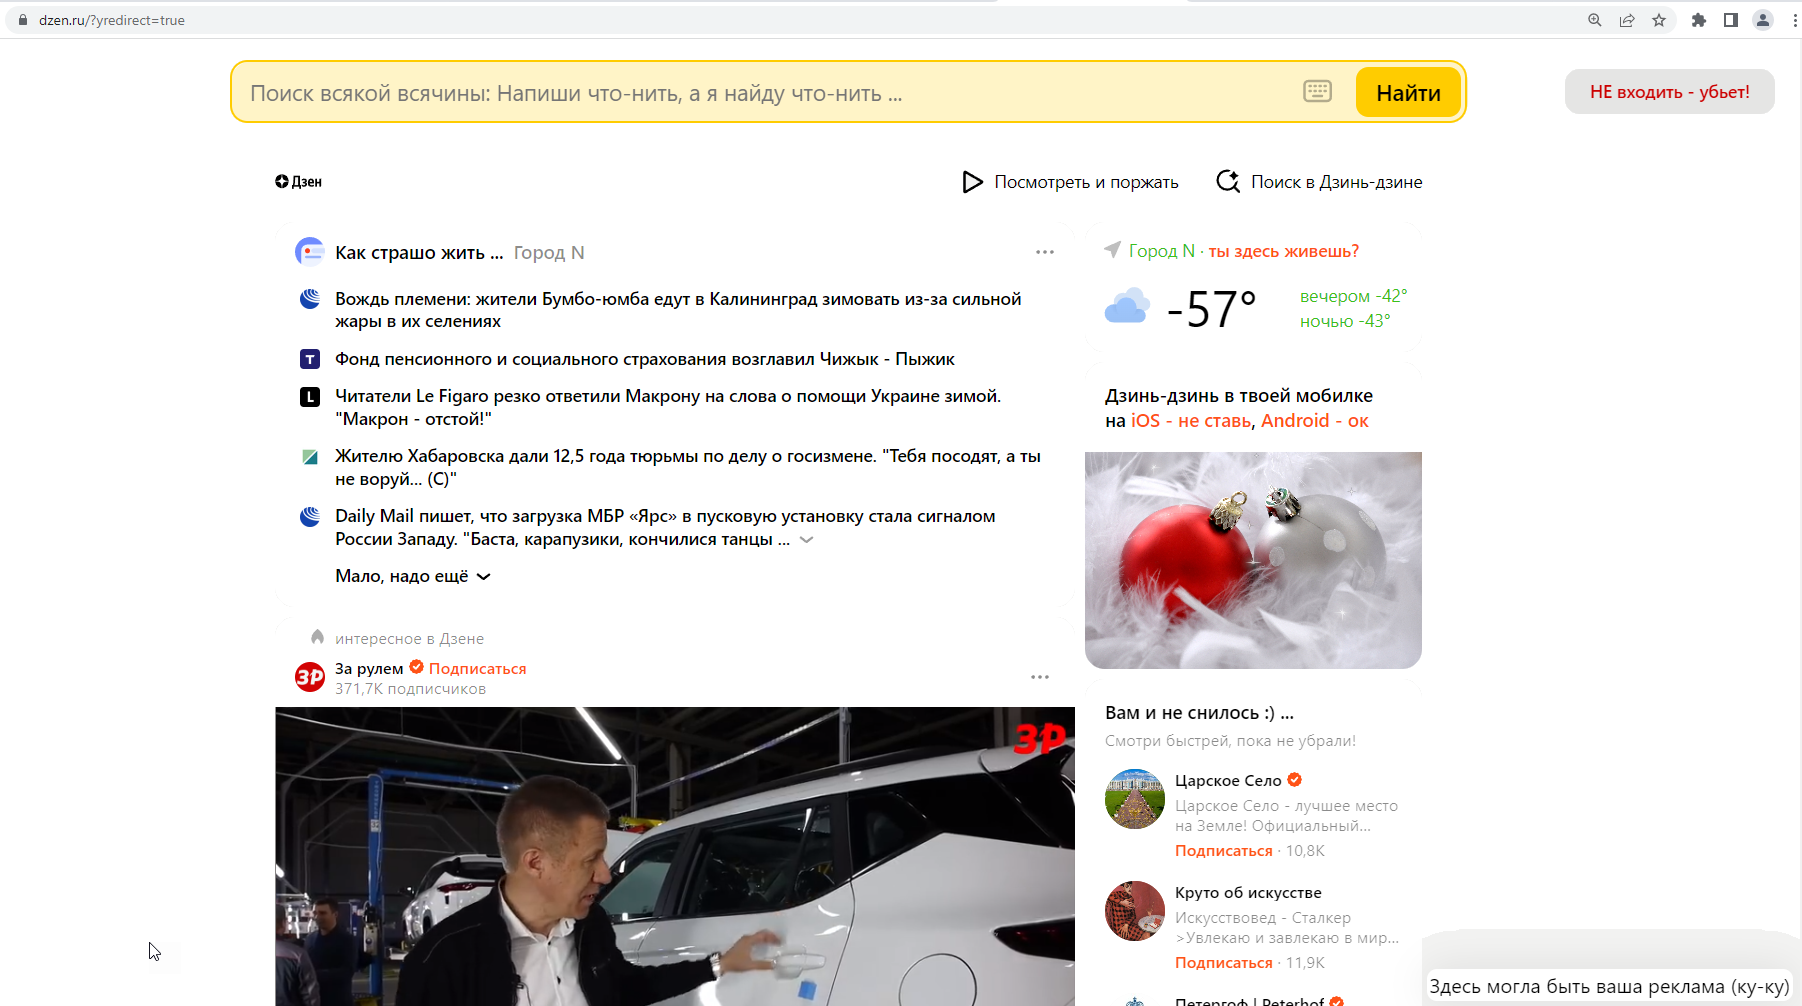 dzen.ru/?yredirect=true
Поиск всякой всячины: Напиши что-нить, а я найду что-нить ...
Найти
НЕ входить - убьет!
Дзен
Посмотреть и поржать
Поиск в Дзинь-дзине
Как страшо жить ... Город N
Вождь племени: жители Бумбо-юмба едут в Калининград зимовать из-за сильной
жары в их селениях
T
Фонд пенсионного и социального страхования возглавил Чижык - Пыжик
L
Читатели Le Figaro резко ответили Макрону на слова о помощи Украине зимой.
"Макрон - отстой!"
Жителю Хабаровска дали 12,5 года тюрьмы по делу о госизмене. "Тебя посодят, а ты
не воруй... (С)"
Daily Mail пишет, что загрузка МБР «Ярс» в пусковую установку стала сигналом
России Западу. "Баста, карапузики, кончилися танцы ...
Мало, надо ещё
интересное в Дзене
ЗР
За рулем Подписаться
371,7К подписчиков
ЗР
Город N · ты здесь живешь?
-57°
вечером -42°
ночью -43°
Дзинь-дзинь в твоей мобилке
на iOS - не ставь, Android - ок
Вам и не снилось :) ...
Смотри быстрей, пока не убрали!
Царское Село
Царское Село - лучшее место
на Земле! Официальный...
Подписаться · 10,8К
Круто об искусстве
Искусствовед - Сталкер
>Увлекаю и завлекаю в мир...
Подписаться · 11,9К
Петергоф | Peterhof
Здесь могла быть ваша реклама (ку-ку)